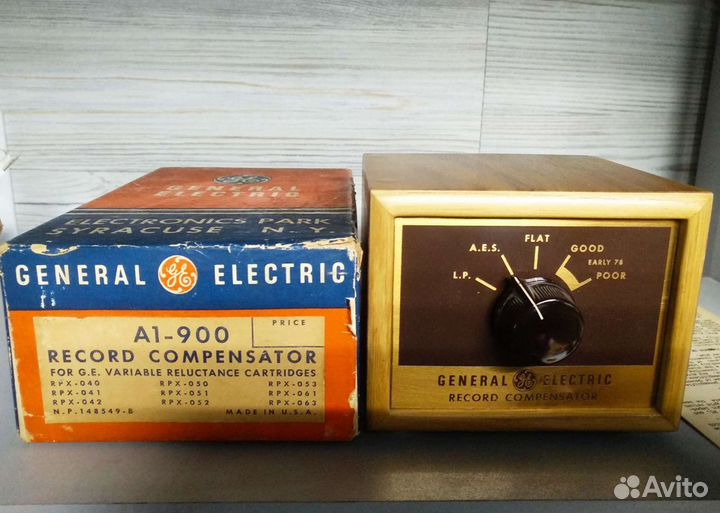 GENERAL
ELECTRIC
ELECTRONICS PARK
SYRACUSE N.Y.
GENERAL GE ELECTRIC
A1-900
PRICE
RECORD COMPENSATOR
FOR G.E. VARIABLE RELUCTANCE CARTRIDGES
RPX-040 RPX-050 RPX-053
RPX-041 RPX-051 RPX-061
RPX-042 RPX-052 RPX-063
N.P. 148549-B MADE IN U.S.A.
FLAT
A.E.S. GOOD
EARLY 78
L.P. POOR
GENERAL GE ELECTRIC
RECORD COMPENSATOR
Avito